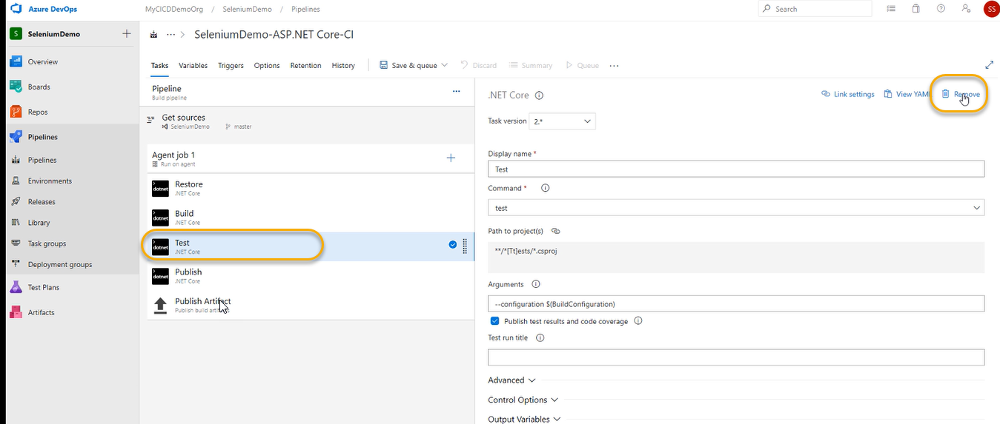 Azure DevOps
MyCICDDemoOrg / SeleniumDemo / Pipelines
Search
SS
S SeleniumDemo
Overview
Boards
Repos
Pipelines
Pipelines
Environments
Releases
Library
Task groups
Deployment groups
Test Plans
Artifacts
... > SeleniumDemo-ASP.NET Core-CI
Tasks Variables Triggers Options Retention History Save & queue Discard Summary Queue ...
Pipeline
Build pipeline
Get sources
SeleniumDemo master
Agent job 1
Run on agent
dotnet Restore
.NET Core
dotnet Build
.NET Core
dotnet Test
.NET Core
dotnet Publish
.NET Core
Publish Artifact
Publish build
.NET Core
Link settings View YAML Remove
Task version 2.*
Display name *
Test
Command *
test
Path to project(s)
**/*[Tt]ests/*.csproj
Arguments
--configuration $(BuildConfiguration)
Publish test results and code coverage
Test run title
Advanced
Control Options
Output Variables